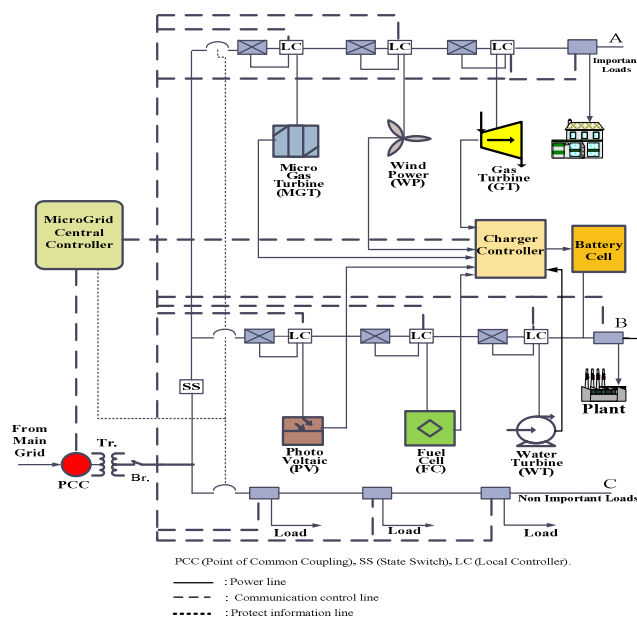 LC
LC
LC
A
Important
Loads
Micro
Gas
Turbine
(MGT)
Wind
Power
(WP)
Gas
Turbine
(GT)
MicroGrid
Central
Controller
Charger
Controller
Battery
Cell
B
LC
LC
LC
SS
Plant
From
Main
Grid
Tr.
Br.
PCC
Photo
Voltaic
(PV)
Fuel
Cell
(FC)
Water
Turbine
(WT)
C
Non Important Loads
Load
Load
Load
PCC (Point of Common Coupling), SS (State Switch), LC (Local Controller).
: Power line
: Communication control line
: Protect information line